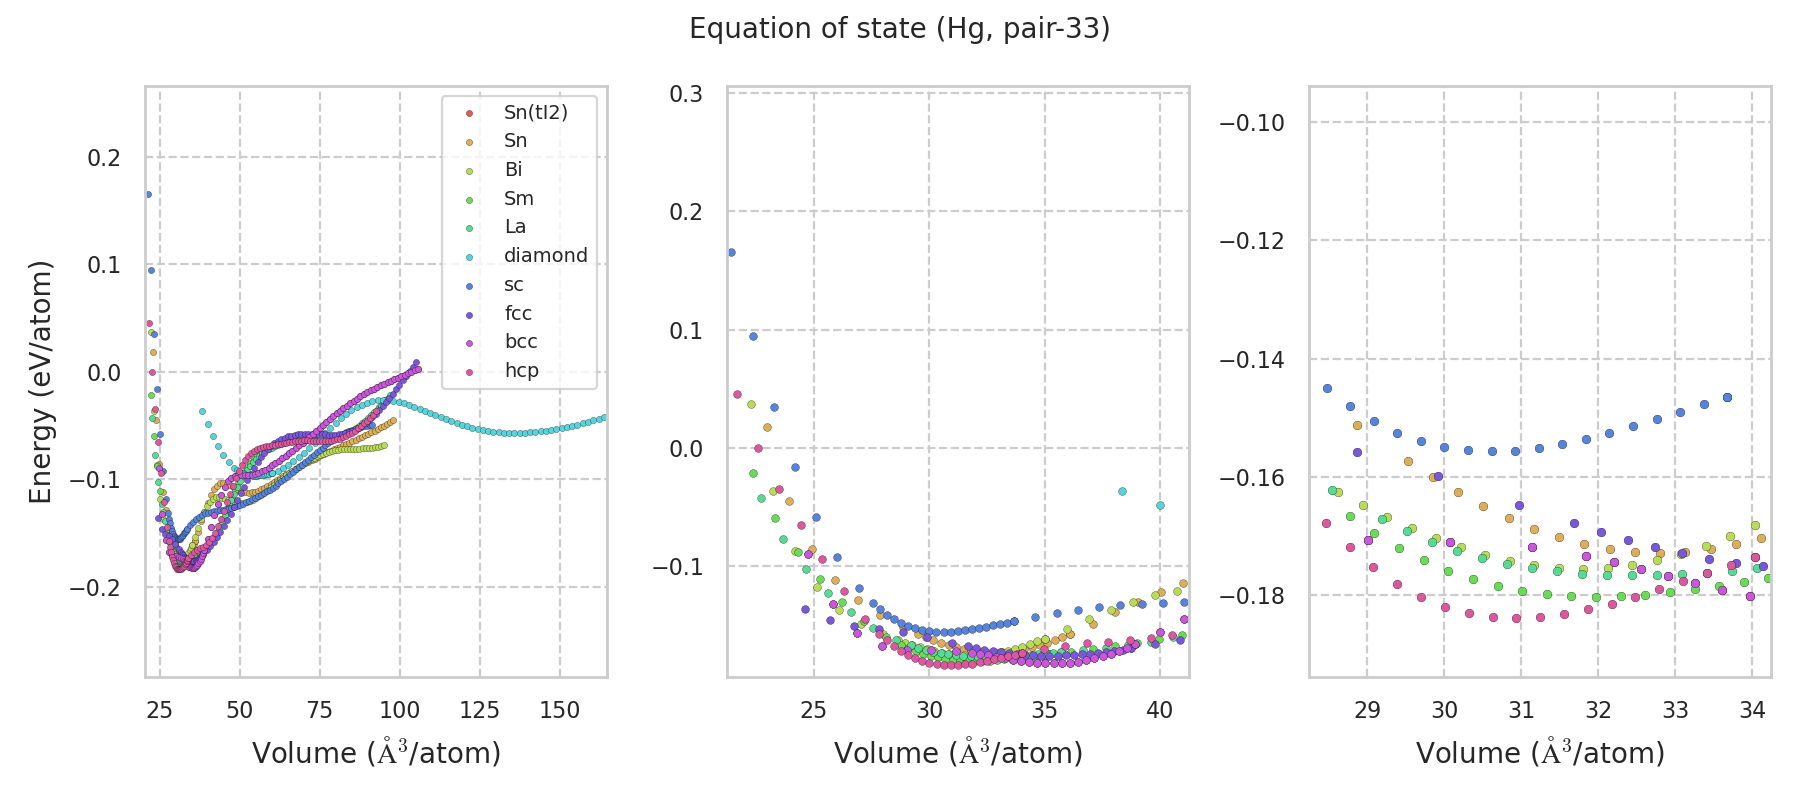 Equation of state (Hg, pair-33)
Energy (eV/atom)
0.2
0.1
0.0
−0.1
−0.2
25 50 75 100 125 150
Volume (Å³/atom)
Sn(tI2)
Sn
Bi
Sm
La
diamond
sc
fcc
bcc
hcp
0.3
0.2
0.1
0.0
−0.1
25 30 35 40
Volume (Å³/atom)
−0.10
−0.12
−0.14
−0.16
−0.18
29 30 31 32 33 34
Volume (Å³/atom)